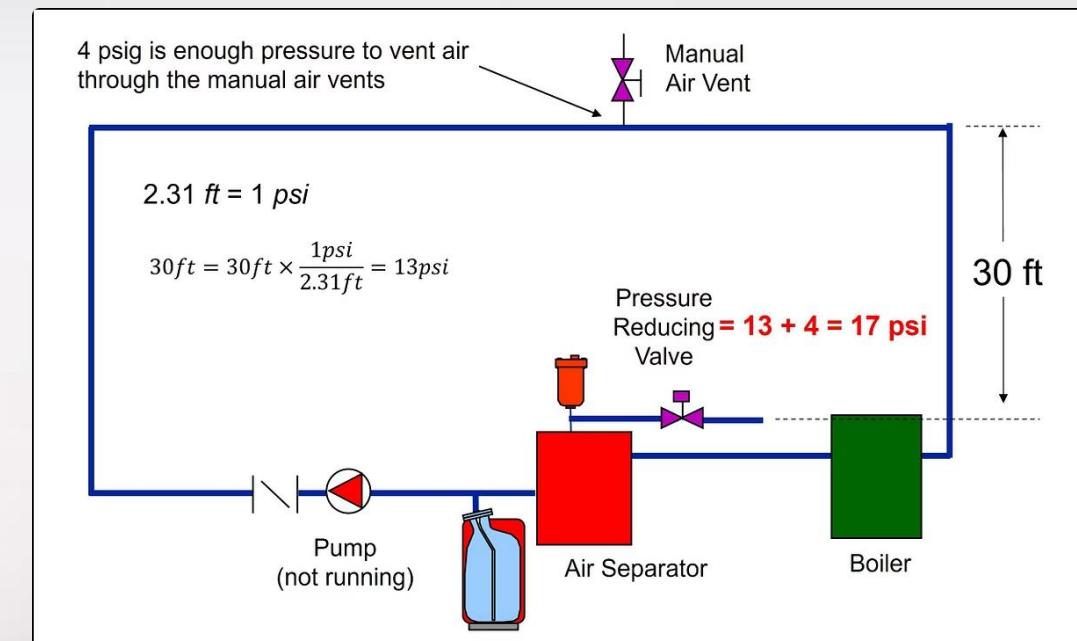 4 psig is enough pressure to vent air
through the manual air vents
Manual
Air Vent
2.31 ft = 1 psi
30ft = 30ft × 1psi / 2.31ft = 13psi
30 ft
Pressure
Reducing = 13 + 4 = 17 psi
Valve
Pump
(not running)
Air Separator
Boiler